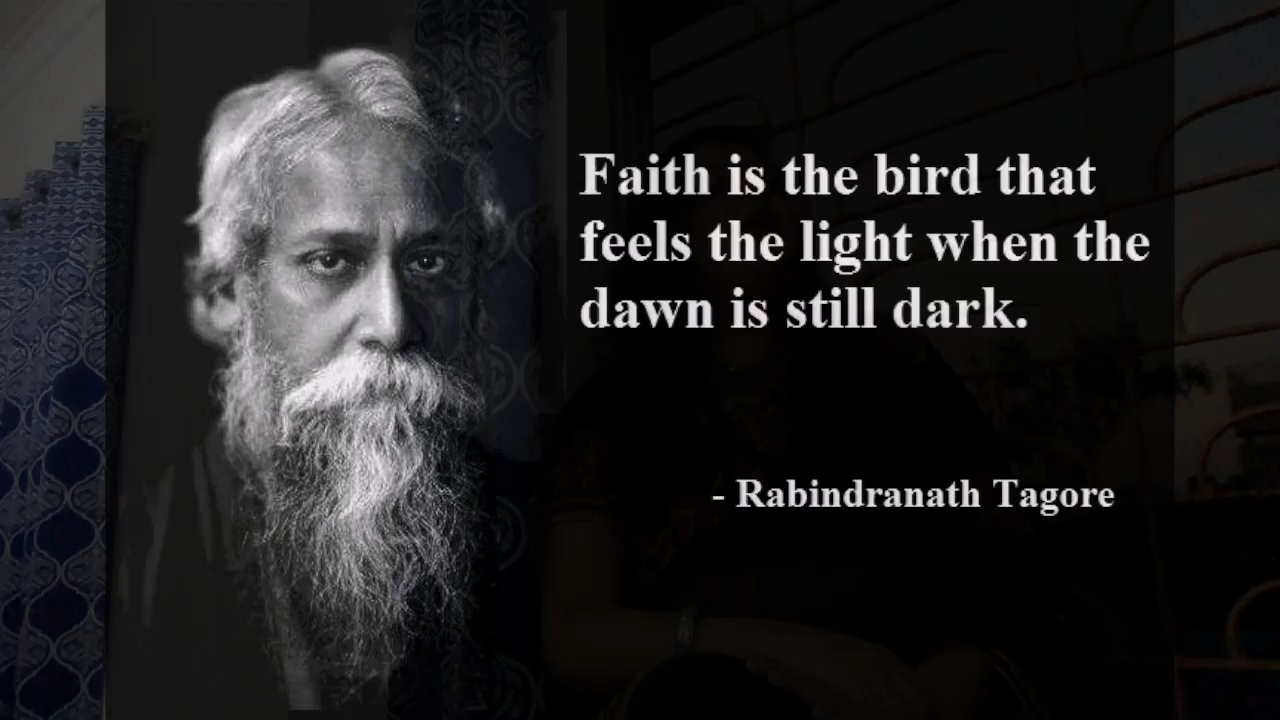 Faith is the bird that
feels the light when the
dawn is still dark.
- Rabindranath Tagore